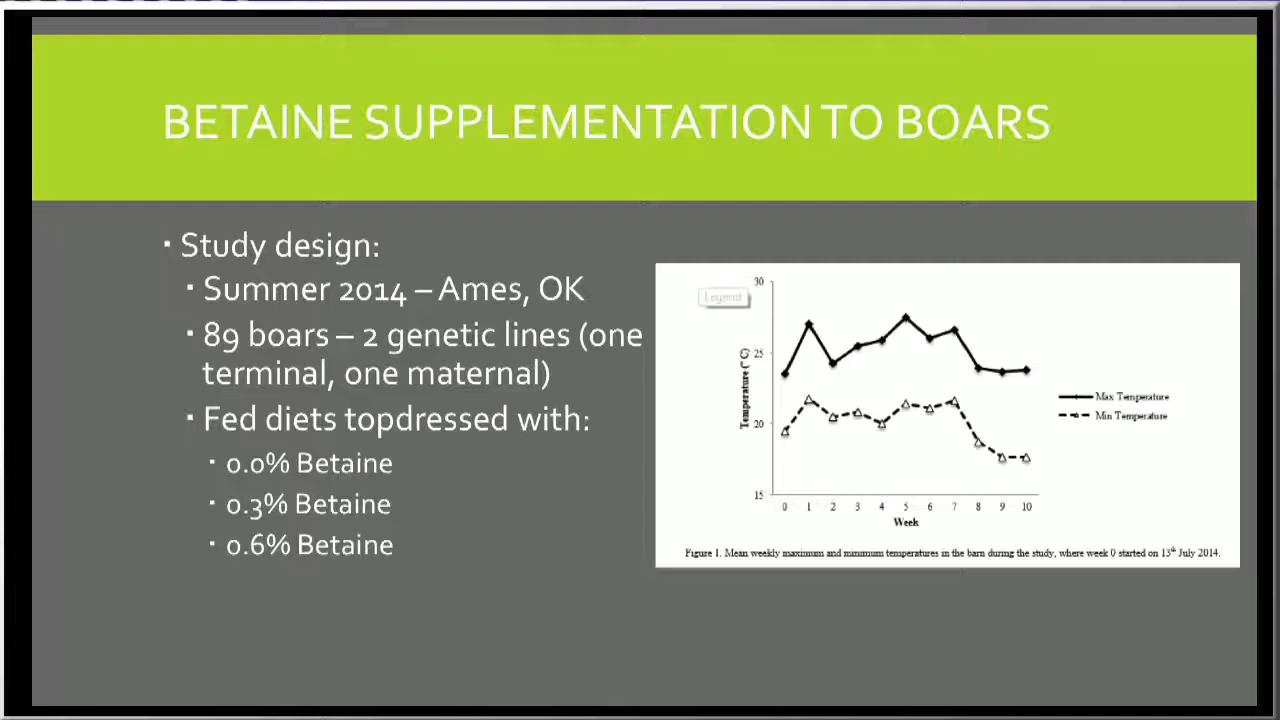 BETAINE SUPPLEMENTATION TO BOARS
▪ Study design:
▪ Summer 2014 – Ames, OK
▪ 89 boars – 2 genetic lines (one
terminal, one maternal)
▪ Fed diets topdressed with:
▪ 0.0% Betaine
▪ 0.3% Betaine
▪ 0.6% Betaine
Legend
30
25
20
15
Temperature (°C)
0 1 2 3 4 5 6 7 8 9 10
Week
Max Temperature
Min Temperature
Figure 1. Mean weekly maximum and minimum temperatures in the barn during the study, where week 0 started on 13th July 2014.